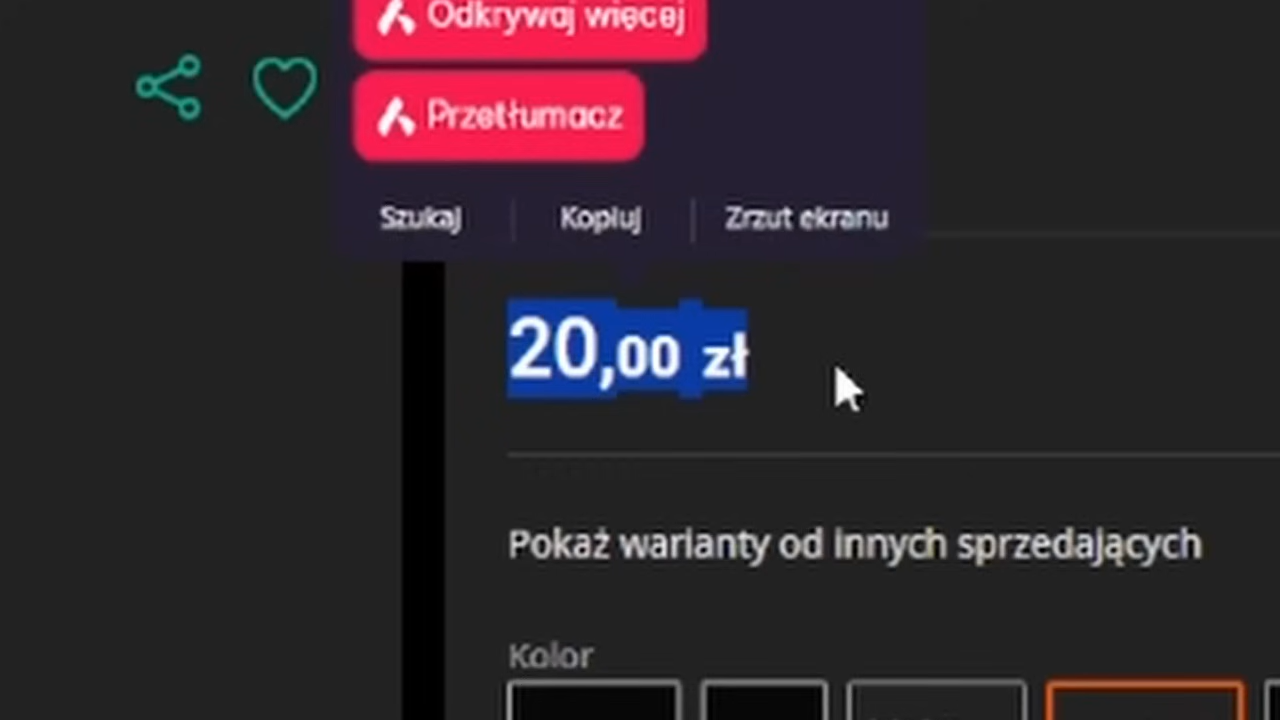 Odkrywaj więcej
Przetłumacz
Szukaj Kopiuj Zrzut ekranu
20,00 zł
Pokaż warianty od innych sprzedających
Kolor